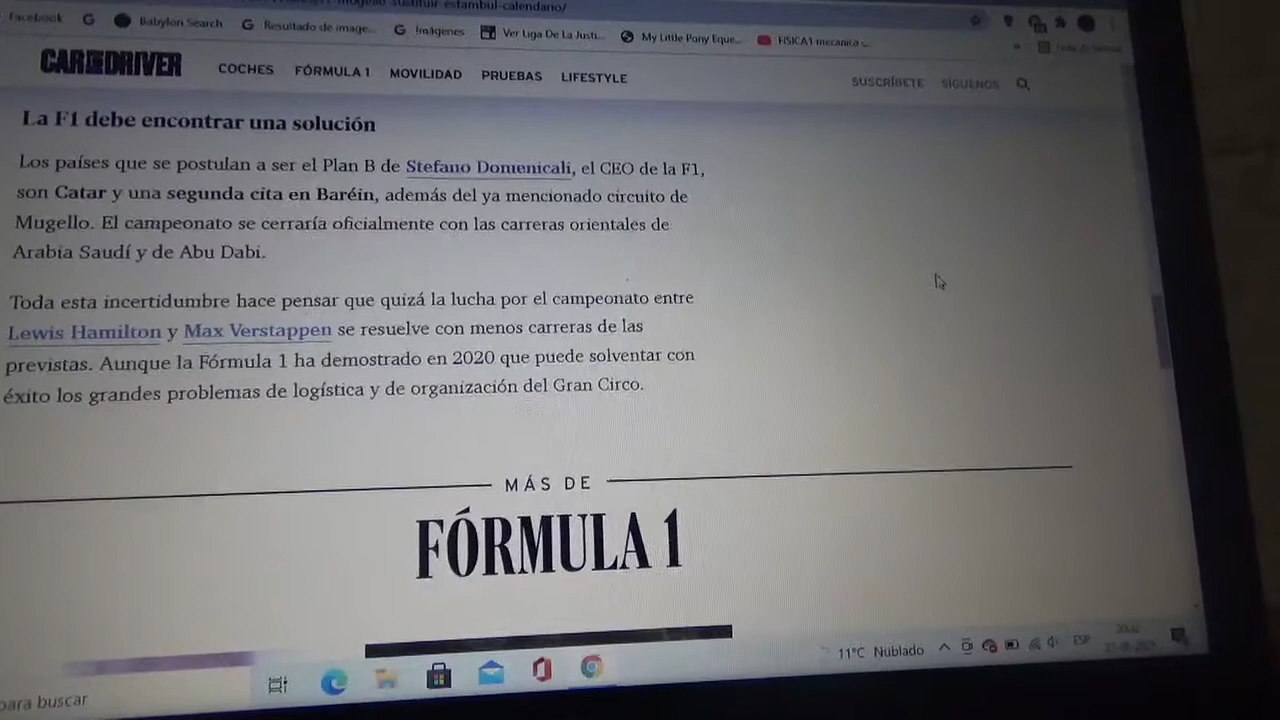 mugello-sustituir-estambul-calendario/
Facebook G Babylon Search G Resultado de image... G Imágenes Ver Liga De La Justi... My Little Pony Eque... FISICA 1 mecanica
CAR AND DRIVER COCHES FÓRMULA 1 MOVILIDAD PRUEBAS LIFESTYLE SUSCRÍBETE SÍGUENOS
La F1 debe encontrar una solución
Los países que se postulan a ser el Plan B de Stefano Domenicali, el CEO de la F1,
son Catar y una segunda cita en Baréin, además del ya mencionado circuito de
Mugello. El campeonato se cerraría oficialmente con las carreras orientales de
Arabia Saudí y de Abu Dabi.
Toda esta incertidumbre hace pensar que quizá la lucha por el campeonato entre
Lewis Hamilton y Max Verstappen se resuelve con menos carreras de las
previstas. Aunque la Fórmula 1 ha demostrado en 2020 que puede solventar con
éxito los grandes problemas de logística y de organización del Gran Circo.
MÁS DE
FÓRMULA 1
para buscar 11°C Nublado ESP